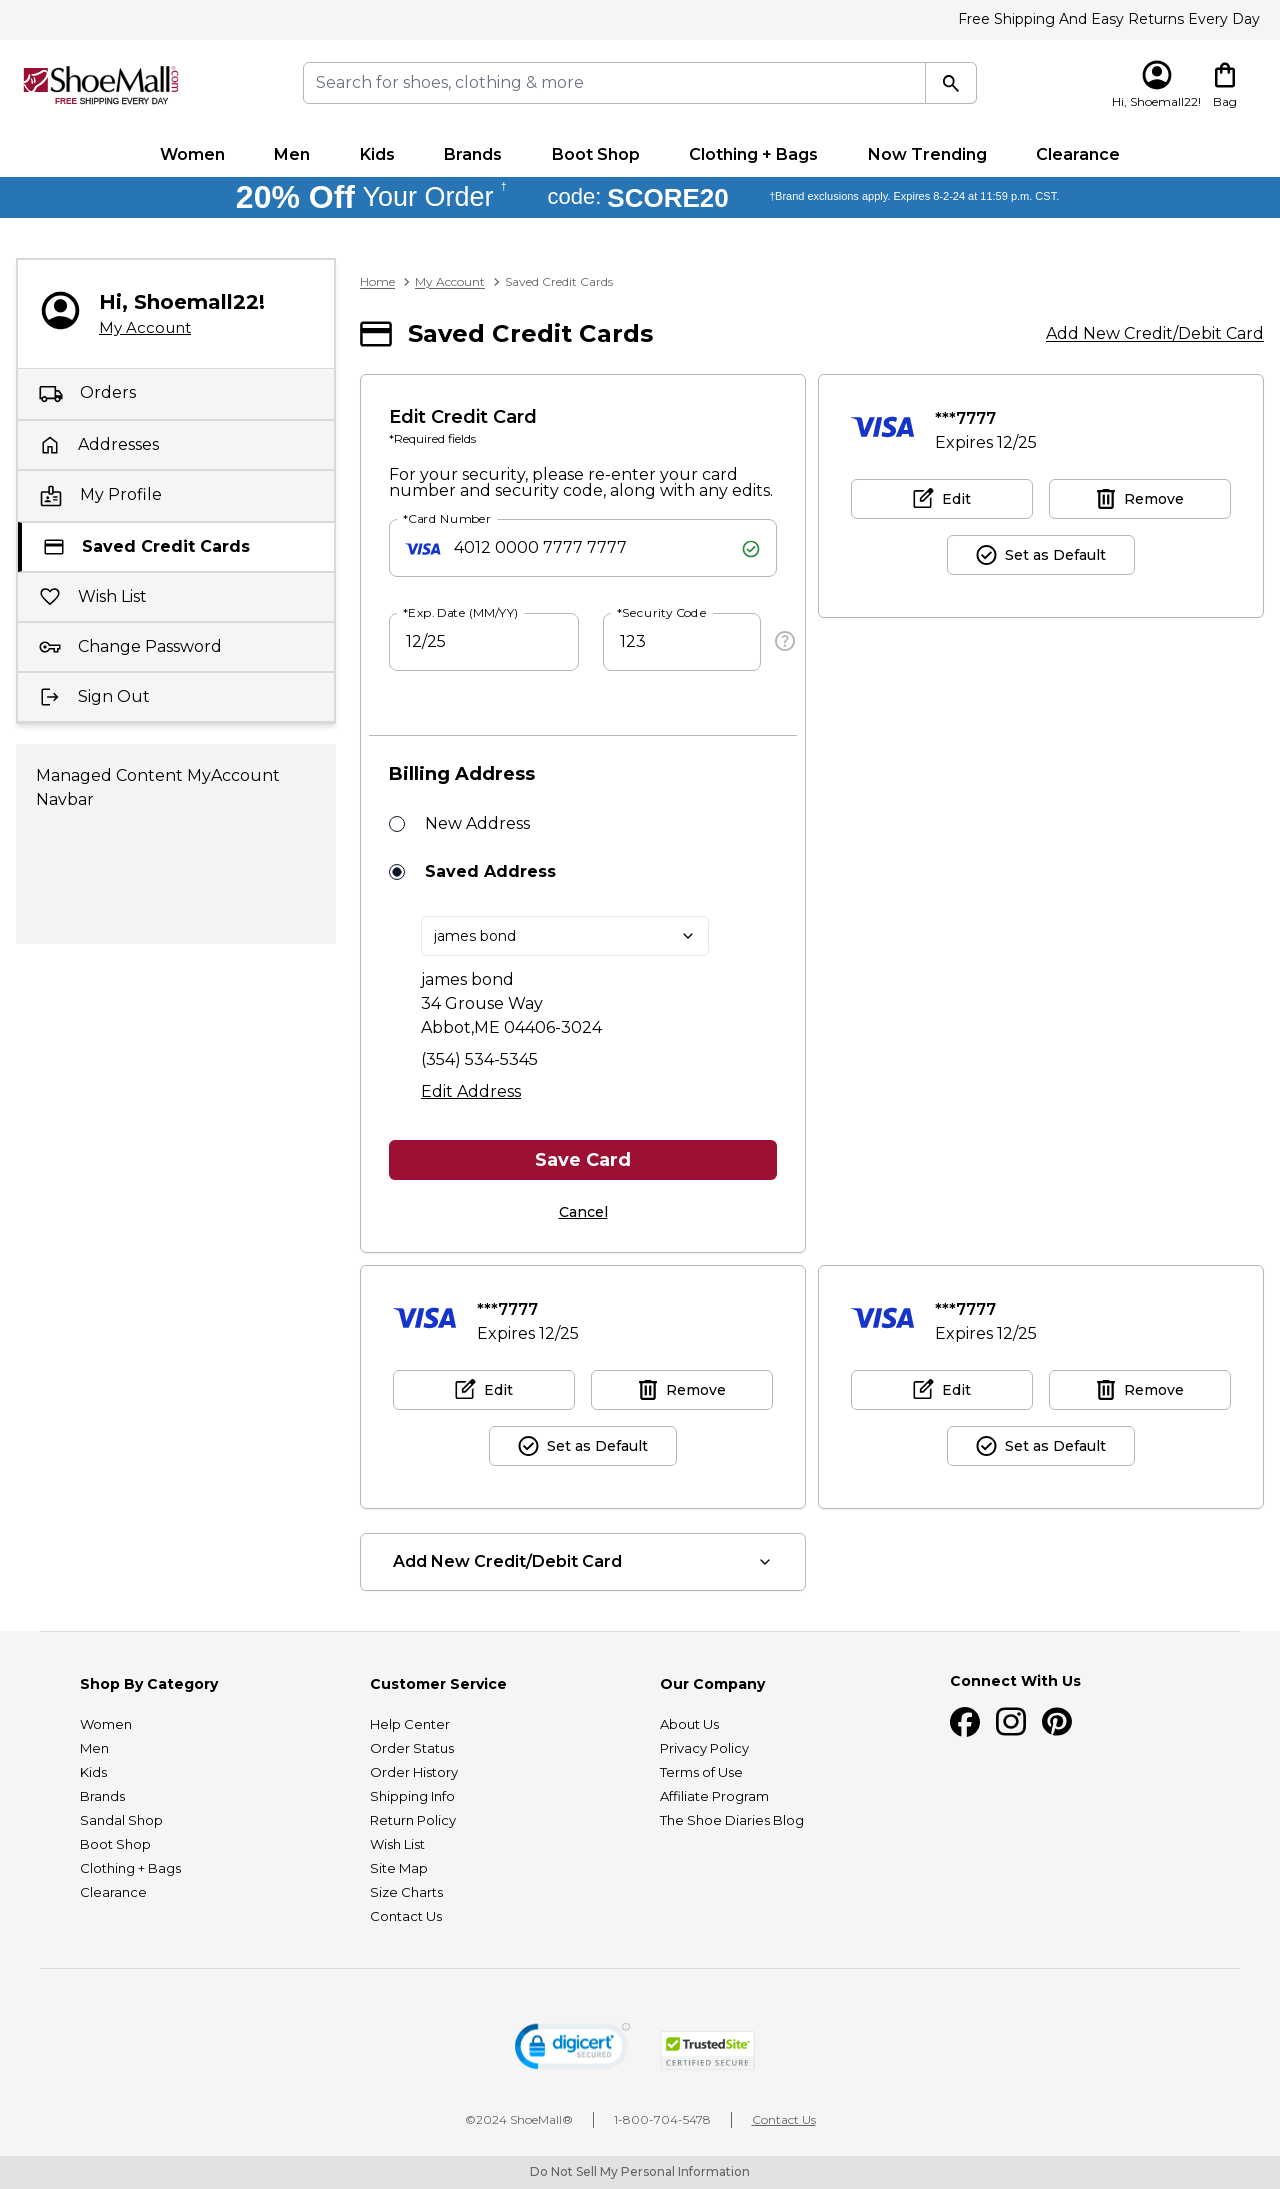 Free Shipping And Easy Returns Every Day
ShoeMall.com
FREE SHIPPING EVERY DAY
Search for shoes, clothing & more
Hi, Shoemall22! Bag
Women Men Kids Brands Boot Shop Clothing + Bags Now Trending Clearance
20% Off Your Order † code: SCORE20 †Brand exclusions apply. Expires 8-2-24 at 11:59 p.m. CST.
Hi, Shoemall22!
My Account
Orders
Addresses
My Profile
Saved Credit Cards
Wish List
Change Password
Sign Out
Managed Content MyAccount
Navbar
Home > My Account > Saved Credit Cards
Saved Credit Cards
Add New Credit/Debit Card
Edit Credit Card
*Required fields
For your security, please re-enter your card
number and security code, along with any edits.
*Card Number
VISA 4012 0000 7777 7777
*Exp. Date (MM/YY) *Security Code
12/25 123 ?
Billing Address
New Address
Saved Address
james bond
james bond
34 Grouse Way
Abbot,ME 04406-3024
(354) 534-5345
Edit Address
Save Card
Cancel
VISA ***7777
Expires 12/25
Edit Remove
Set as Default
VISA ***7777
Expires 12/25
Edit Remove
Set as Default
VISA ***7777
Expires 12/25
Edit Remove
Set as Default
Add New Credit/Debit Card
Shop By Category
Women
Men
Kids
Brands
Sandal Shop
Boot Shop
Clothing + Bags
Clearance
Customer Service
Help Center
Order Status
Order History
Shipping Info
Return Policy
Wish List
Site Map
Size Charts
Contact Us
Our Company
About Us
Privacy Policy
Terms of Use
Affiliate Program
The Shoe Diaries Blog
Connect With Us
digicert
SECURED
TrustedSite
CERTIFIED SECURE
©2024 ShoeMall® | 1-800-704-5478 | Contact Us
Do Not Sell My Personal Information